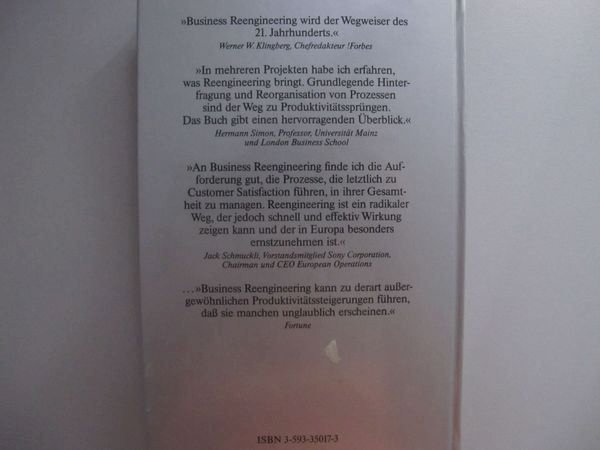 »Business Reengineering wird der Wegweiser des
21. Jahrhunderts.«
Werner W. Klingberg, Chefredakteur !Forbes
»In mehreren Projekten habe ich erfahren,
was Reengineering bringt. Grundlegende Hinter-
fragung und Reorganisation von Prozessen
sind der Weg zu Produktivitätssprüngen.
Das Buch gibt einen hervorragenden Überblick.«
Hermann Simon, Professor, Universität Mainz
und London Business School
»An Business Reengineering finde ich die Auf-
forderung gut, die Prozesse, die letztlich zu
Customer Satisfaction führen, in ihrer Gesamt-
heit zu managen. Reengineering ist ein radikaler
Weg, der jedoch schnell und effektiv Wirkung
zeigen kann und der in Europa besonders
ernstzunehmen ist.«
Jack Schmuckli, Vorstandsmitglied Sony Corporation,
Chairman und CEO European Operations
...»Business Reengineering kann zu derart außer-
gewöhnlichen Produktivitätssteigerungen führen,
daß sie manchen unglaublich erscheinen.«
Fortune
ISBN 3-593-35017-3